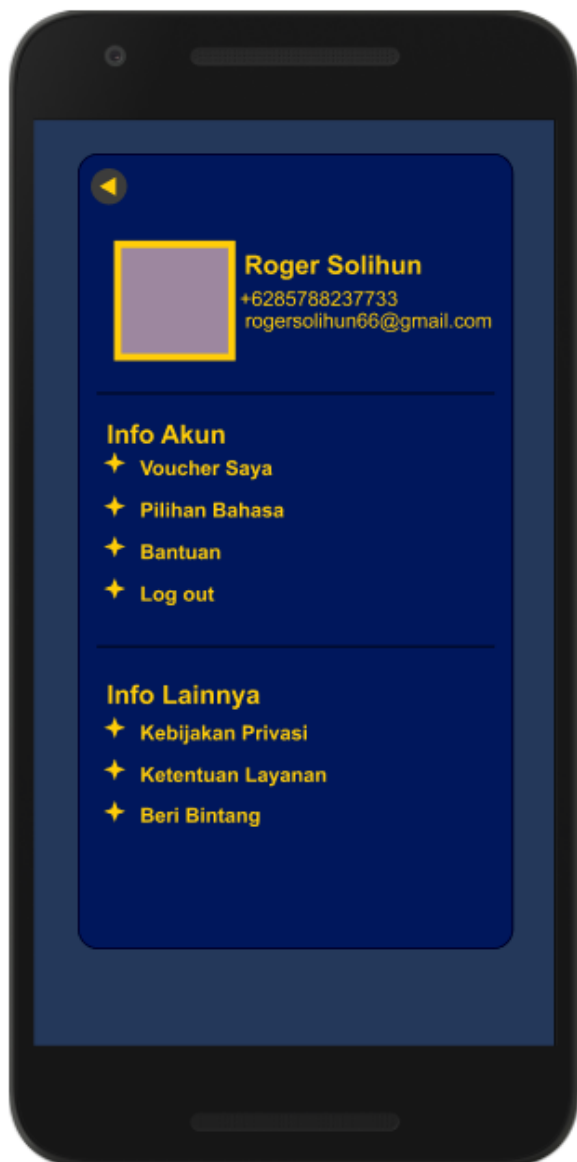 Roger Solihun
+6285788237733
rogersolihun66@gmail.com
Info Akun
Voucher Saya
Pilihan Bahasa
Bantuan
Log out
Info Lainnya
Kebijakan Privasi
Ketentuan Layanan
Beri Bintang